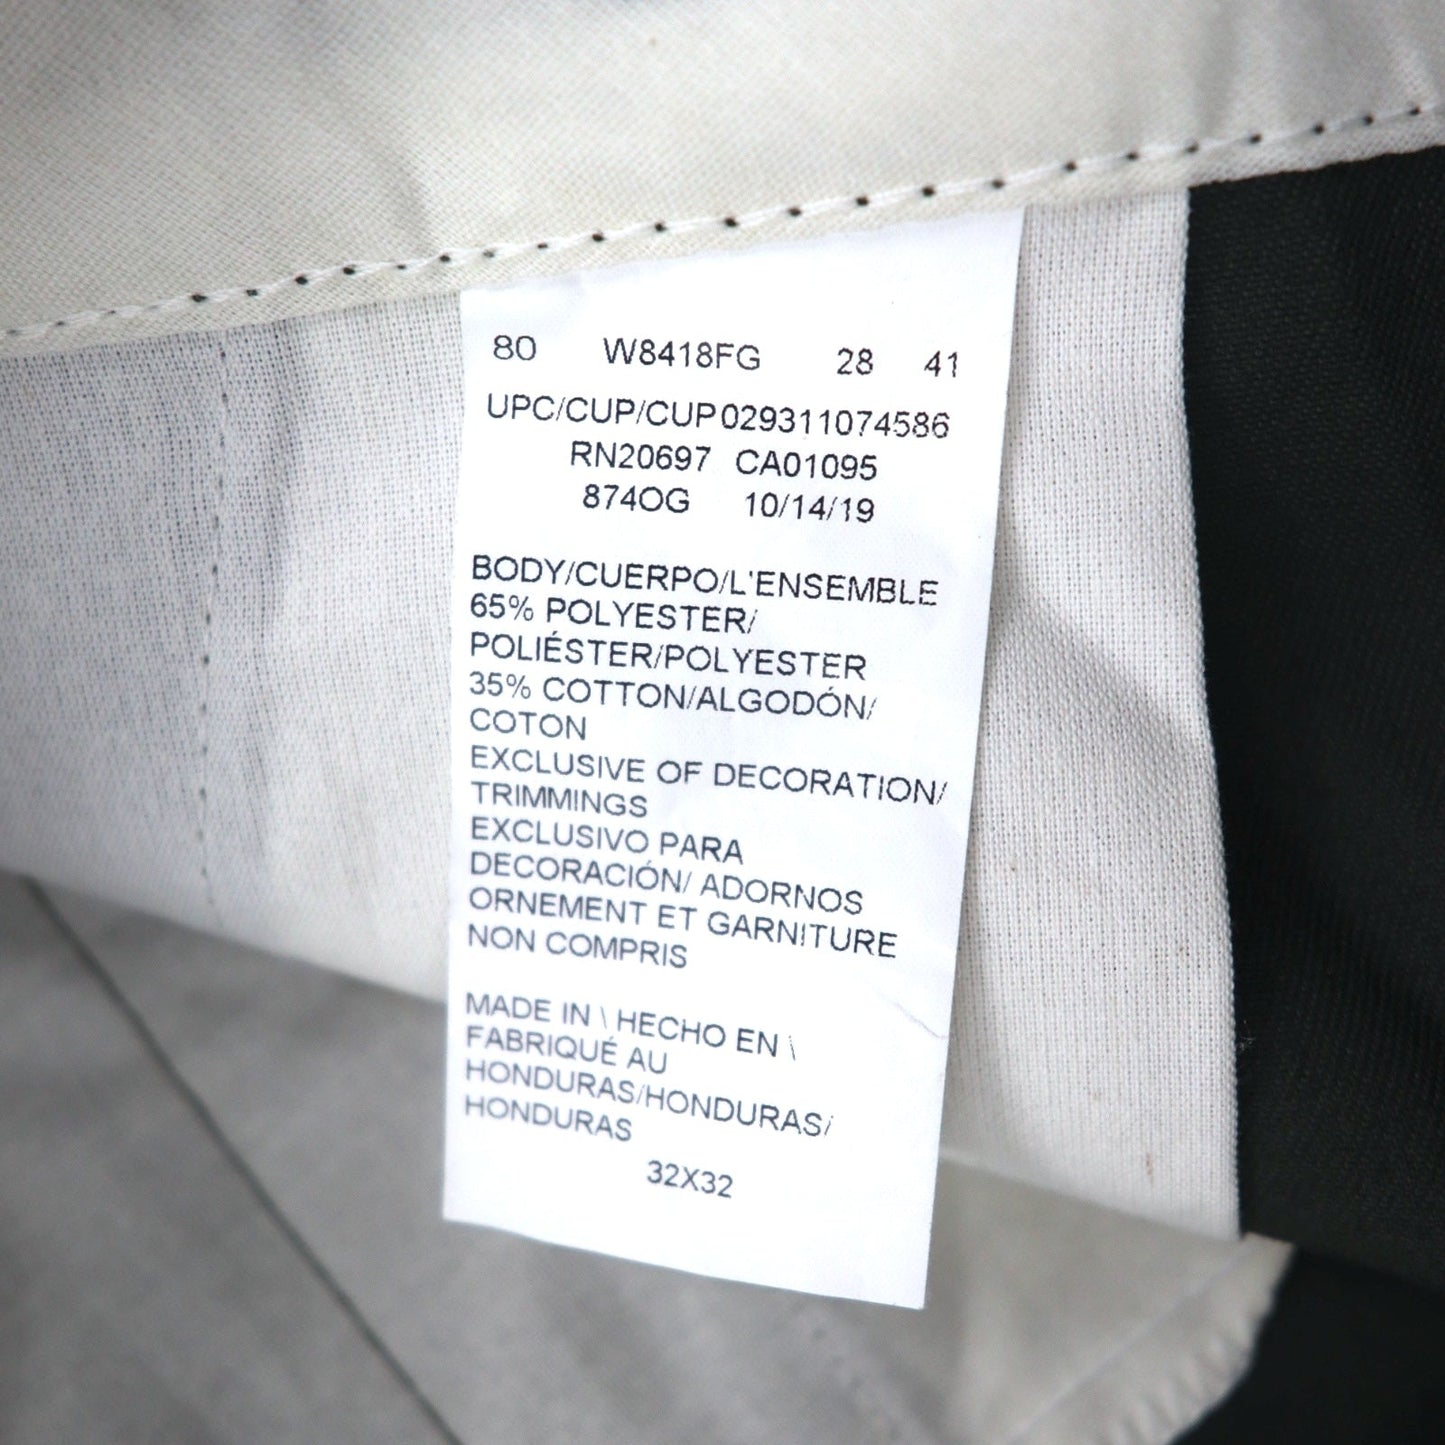 80 W8418FG 28 41
UPC/CUP/CUP029311074586
RN20697 CA01095
874OG 10/14/19
BODY/CUERPO/L'ENSEMBLE
65% POLYESTER/
POLIÉSTER/POLYESTER
35% COTTON/ALGODÓN/
COTON
EXCLUSIVE OF DECORATION/
TRIMMINGS
EXCLUSIVO PARA
DECORACIÓN/ ADORNOS
ORNEMENT ET GARNITURE
NON COMPRIS
MADE IN \ HECHO EN \
FABRIQUÉ AU
HONDURAS/HONDURAS/
HONDURAS
32X32